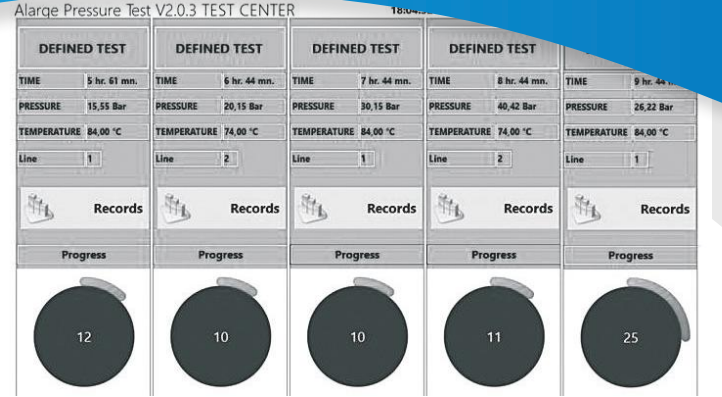 Alarge Pressure Test V2.0.3 TEST CENTER
DEFINED TEST DEFINED TEST DEFINED TEST DEFINED TEST
TIME 5 hr. 61 mn. TIME 6 hr. 44 mn. TIME 7 hr. 44 mn. TIME 8 hr. 44 mn. TIME 9 hr. 44
PRESSURE 15,55 Bar PRESSURE 20,15 Bar PRESSURE 30,15 Bar PRESSURE 40,42 Bar PRESSURE 26,22 Bar
TEMPERATURE 84,00 °C TEMPERATURE 74,00 °C TEMPERATURE 84,00 °C TEMPERATURE 74,00 °C TEMPERATURE 84,00 °C
Line 1 Line 2 Line 1 Line 2 Line 1
Records Records Records Records Records
Progress Progress Progress Progress Progress
12 10 10 11 25